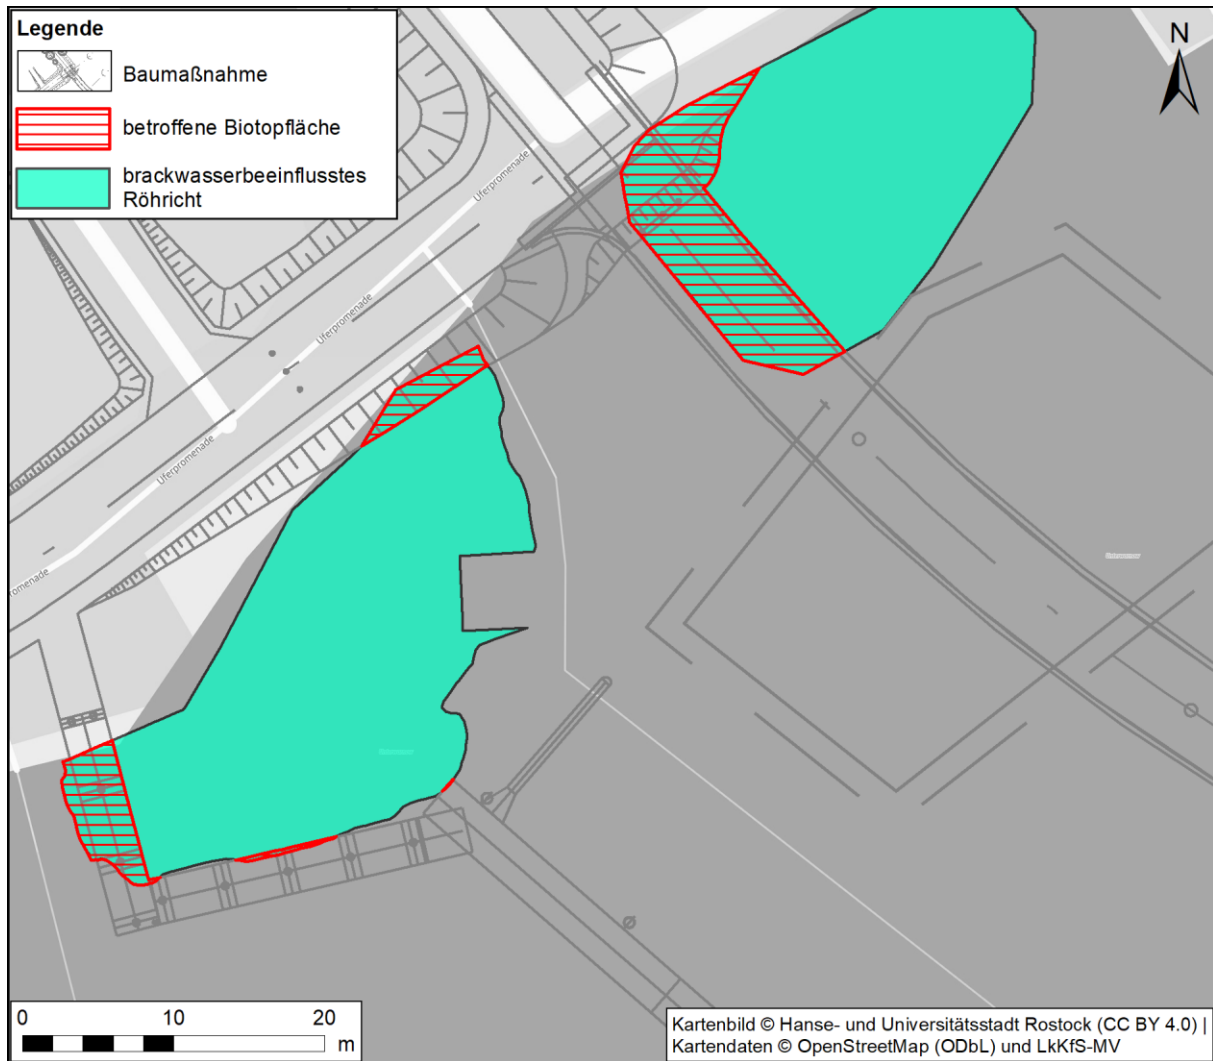 Legende
Baumaßnahme
betroffene Biotopfläche
brackwasserbeeinflusstes
Röhricht
N
Uferpromenade
Uferpromenade
Uferpromenade
romenade
0 10 20
m
Kartenbild © Hanse- und Universitätsstadt Rostock (CC BY 4.0) |
Kartendaten © OpenStreetMap (ODbL) und LkKfS-MV